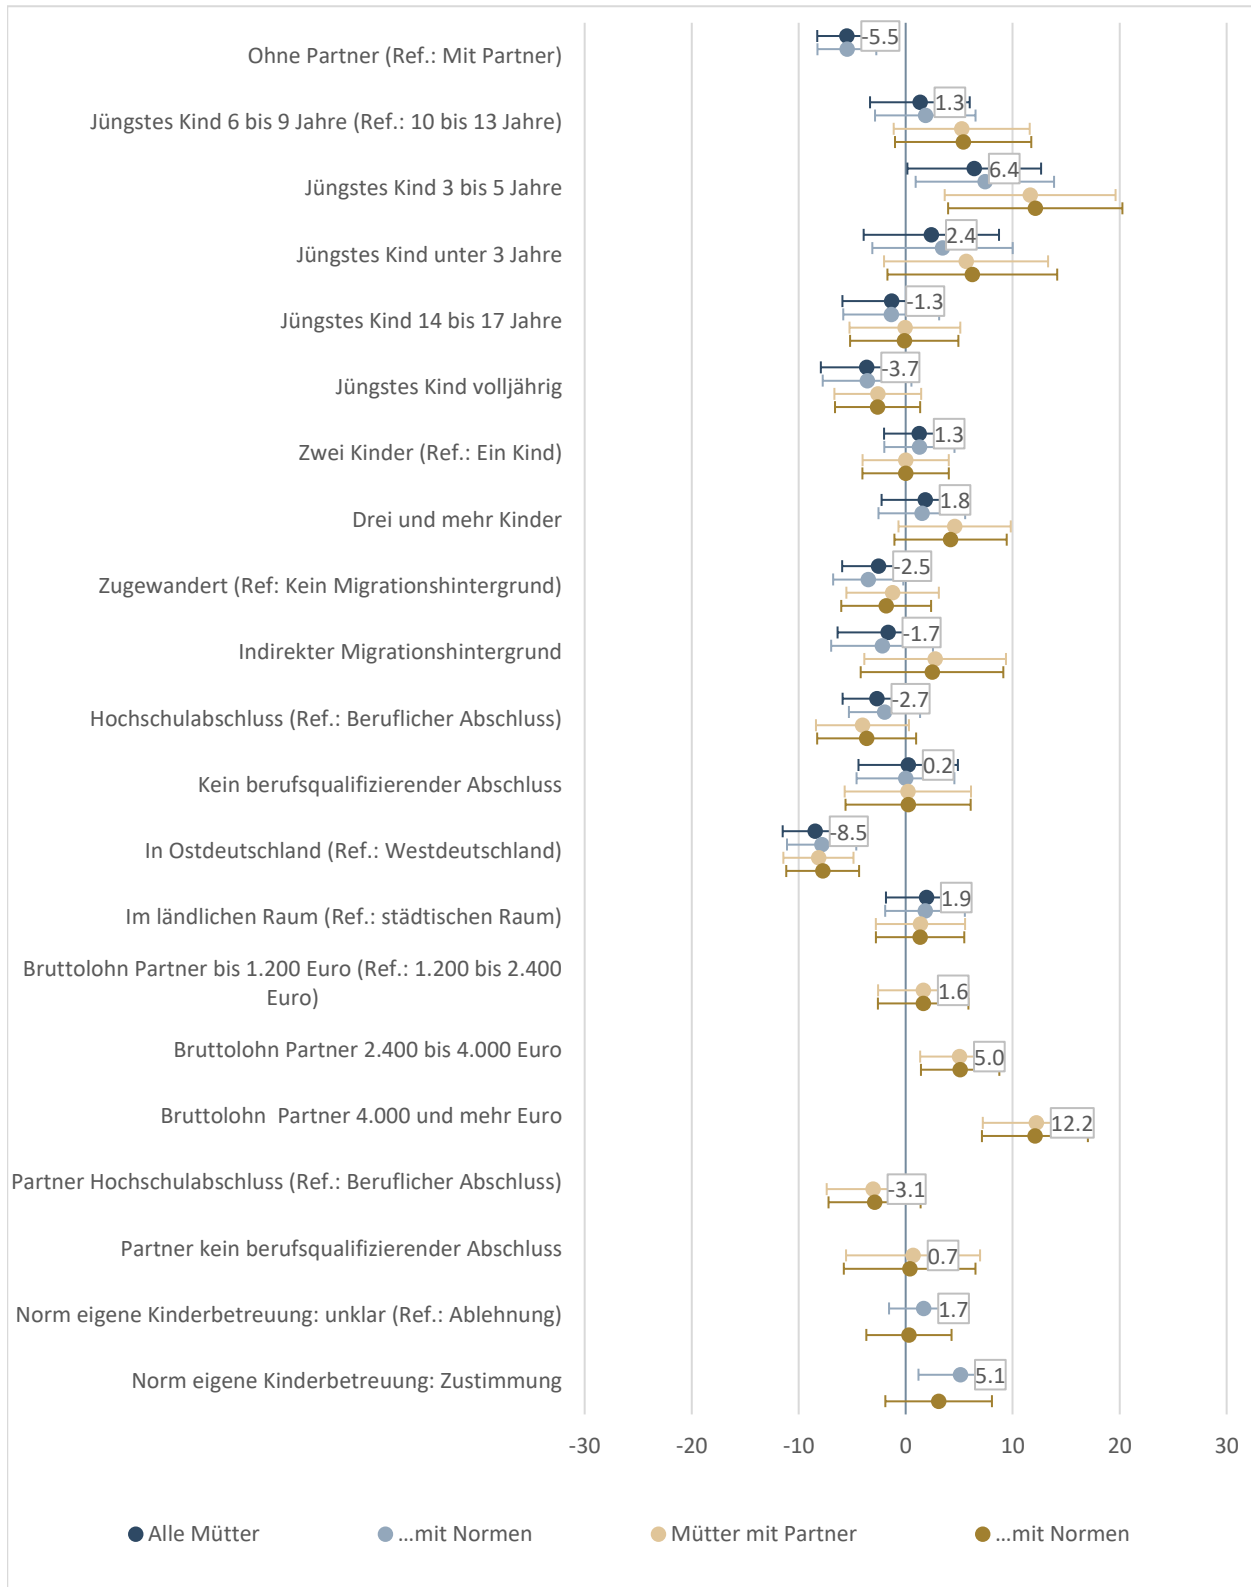 Ohne Partner (Ref.: Mit Partner)
-5.5
Jüngstes Kind 6 bis 9 Jahre (Ref.: 10 bis 13 Jahre)
1.3
Jüngstes Kind 3 bis 5 Jahre
6.4
Jüngstes Kind unter 3 Jahre
2.4
Jüngstes Kind 14 bis 17 Jahre
-1.3
Jüngstes Kind volljährig
-3.7
Zwei Kinder (Ref.: Ein Kind)
1.3
Drei und mehr Kinder
1.8
Zugewandert (Ref: Kein Migrationshintergrund)
-2.5
Indirekter Migrationshintergrund
-1.7
Hochschulabschluss (Ref.: Beruflicher Abschluss)
-2.7
Kein berufsqualifizierender Abschluss
0.2
In Ostdeutschland (Ref.: Westdeutschland)
-8.5
Im ländlichen Raum (Ref.: städtischen Raum)
1.9
Bruttolohn Partner bis 1.200 Euro (Ref.: 1.200 bis 2.400
Euro)
1.6
Bruttolohn Partner 2.400 bis 4.000 Euro
5.0
Bruttolohn  Partner 4.000 und mehr Euro
12.2
Partner Hochschulabschluss (Ref.: Beruflicher Abschluss)
-3.1
Partner kein berufsqualifizierender Abschluss
0.7
Norm eigene Kinderbetreuung: unklar (Ref.: Ablehnung)
1.7
Norm eigene Kinderbetreuung: Zustimmung
5.1
-30 -20 -10 0 10 20 30
Alle Mütter ...mit Normen Mütter mit Partner ...mit Normen